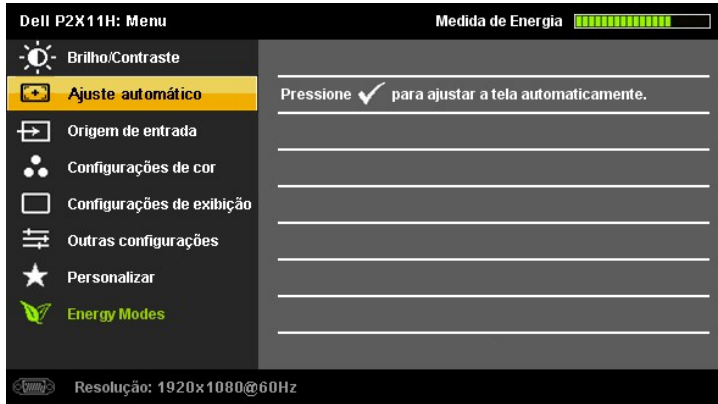 Dell P2X11H: Menu Medida de Energia
Brilho/Contraste
Ajuste automático Pressione para ajustar a tela automaticamente.
Origem de entrada
Configurações de cor
Configurações de exibição
Outras configurações
Personalizar
Energy Modes
Resolução: 1920x1080@60Hz